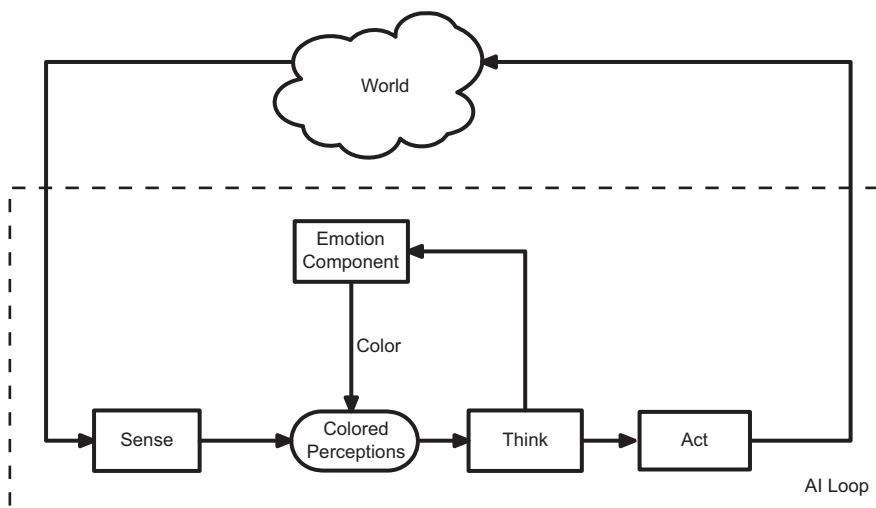 World
Emotion
Component
Color
Sense
Colored
Perceptions
Think
Act
AI Loop